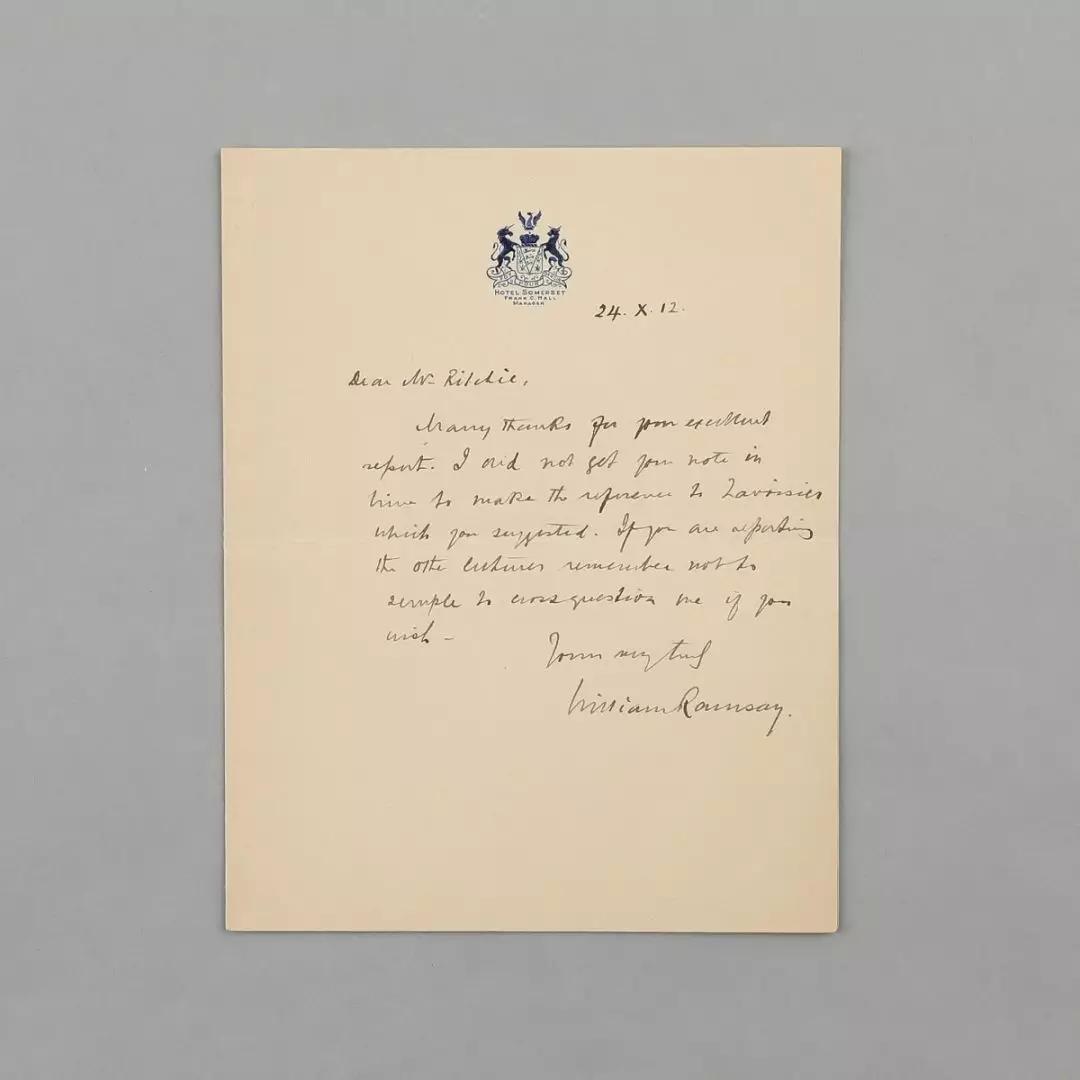 HOTEL SOMERSET
FRANK C. HALL
MANAGER
24. X. 12.
Dear Mr Ritchie,
Many thanks for your excellent
report. I did not get your note in
time to make the reference to Lavoisier
which you suggested. If you are reporting
the other lectures remember not to
scruple to crossquestion me if you
wish –
Yours very truly
William Ramsay.